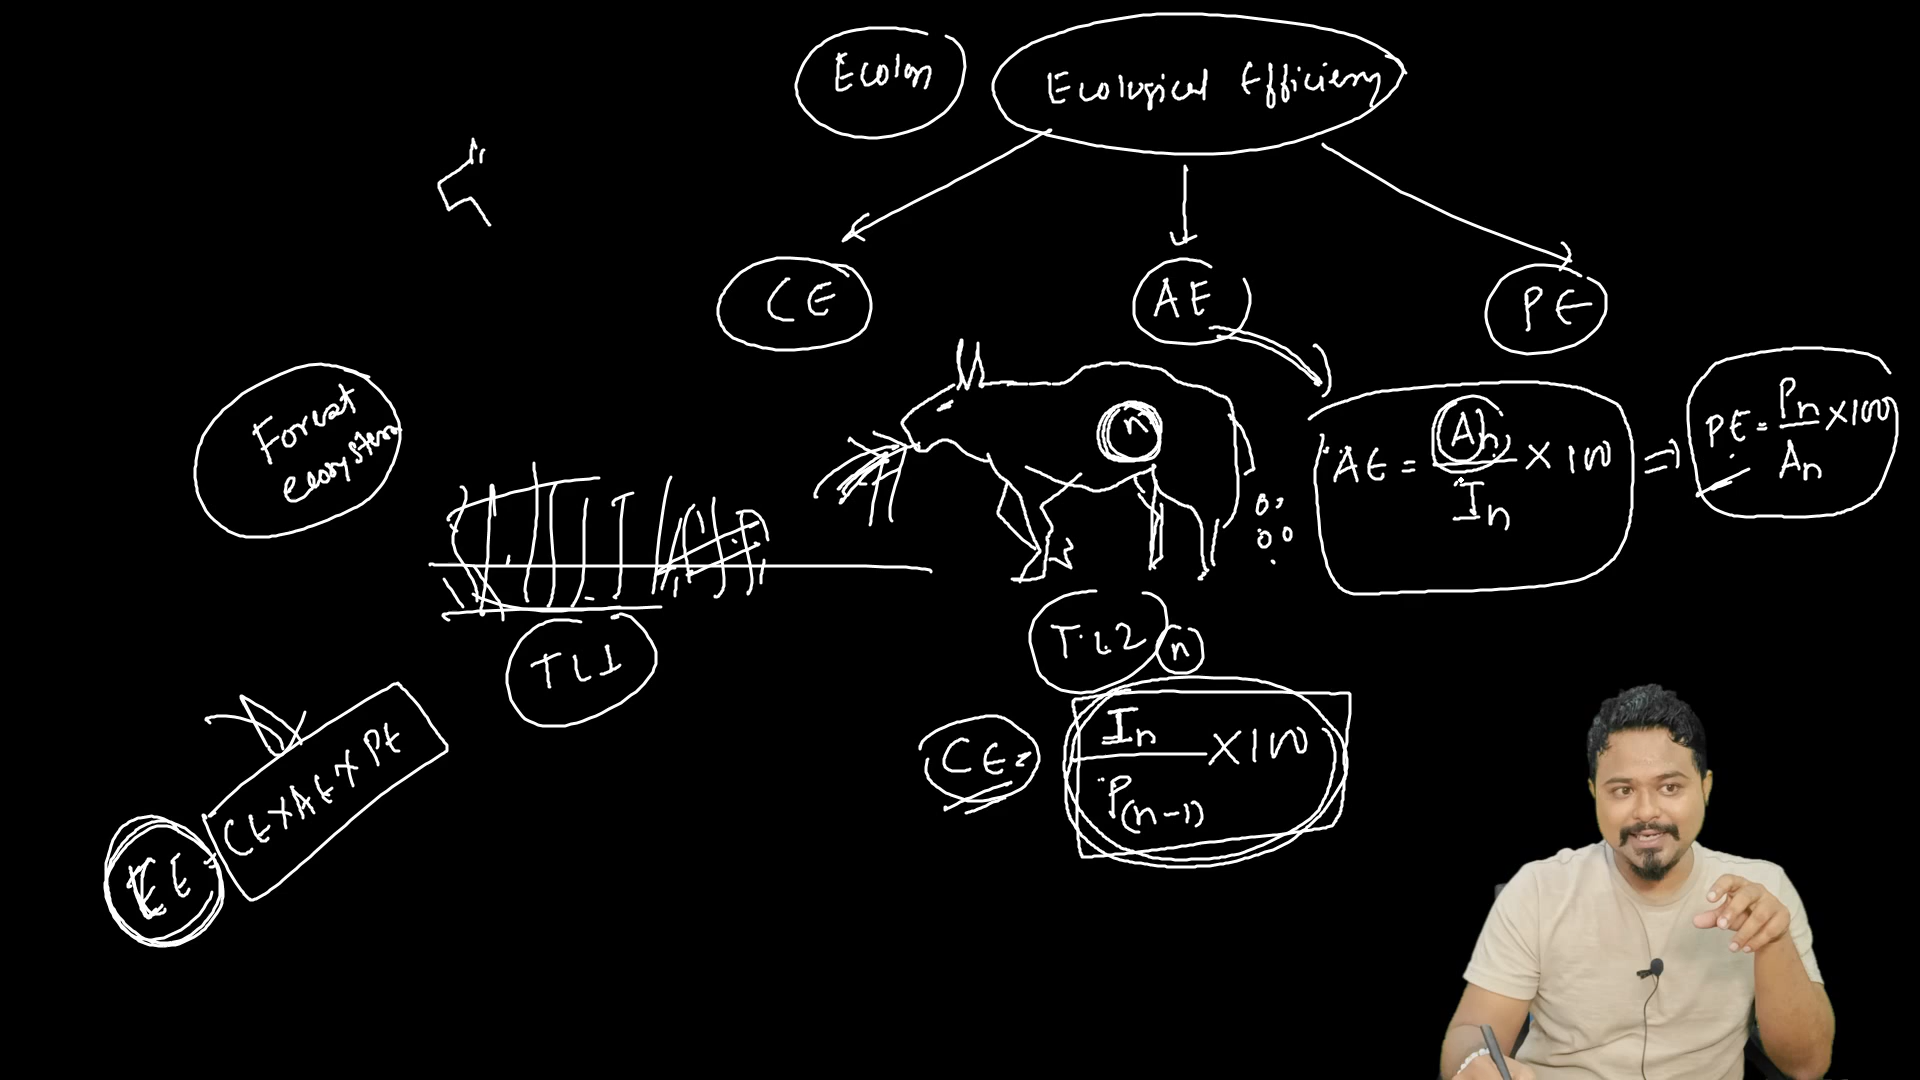 Ecolon
Ecological Efficiency
CE
AE
PE
Forest
ecosystem
n
AE = An/In X 100
=> PE = Pn/An X 100
TL1
TL2 n
CE = In/P(n-1) X 100
EE = CE X AE X PE